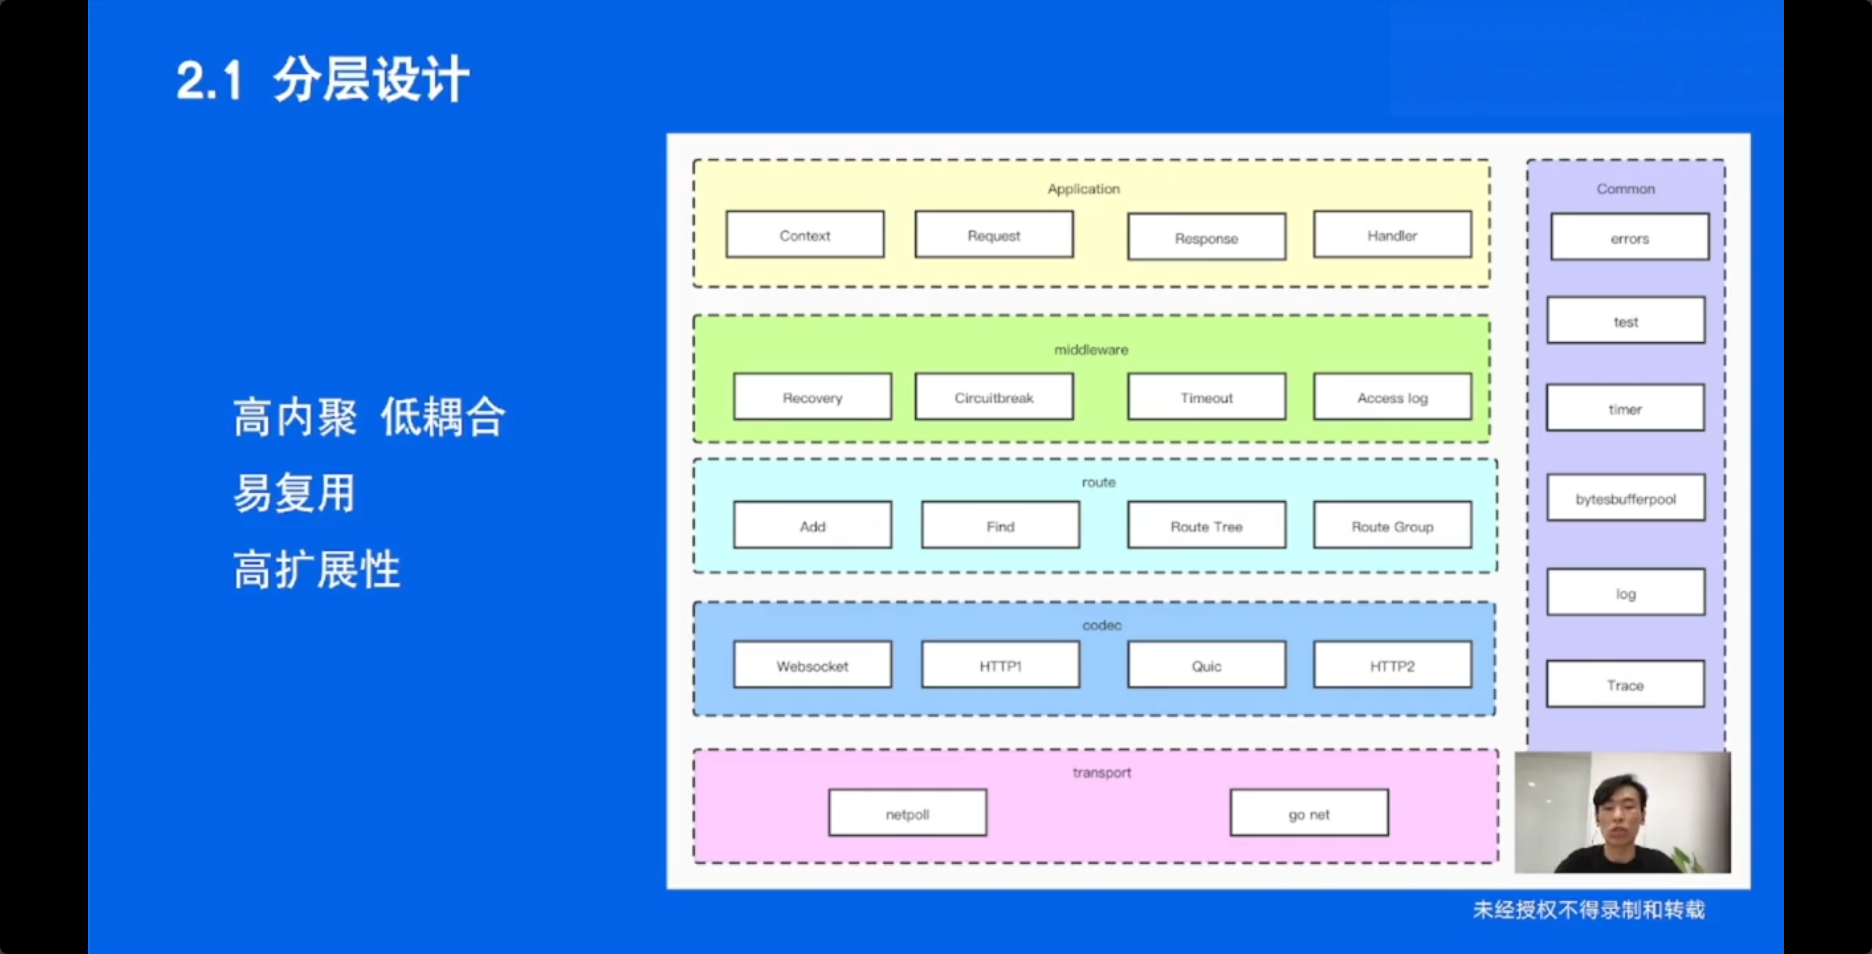 2.1 分层设计
高内聚 低耦合
易复用
高扩展性
Application
Context Request Response Handler
middleware
Recovery Circuitbreak Timeout Access log
route
Add Find Route Tree Route Group
codec
Websocket HTTP1 Quic HTTP2
transport
netpoll go net
Common
errors
test
timer
bytesbufferpool
log
Trace
未经授权不得录制和转载